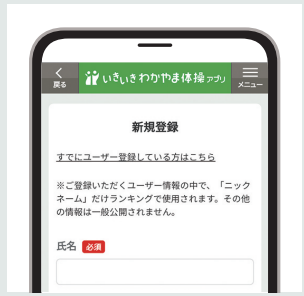 戻る
いきいきわかやま体操アプリ
メニュー
新規登録
すでにユーザー登録している方はこちら
※ご登録いただくユーザー情報の中で、「ニック
ネーム」だけランキングで使用されます。その他
の情報は一般公開されません。
氏名 必須